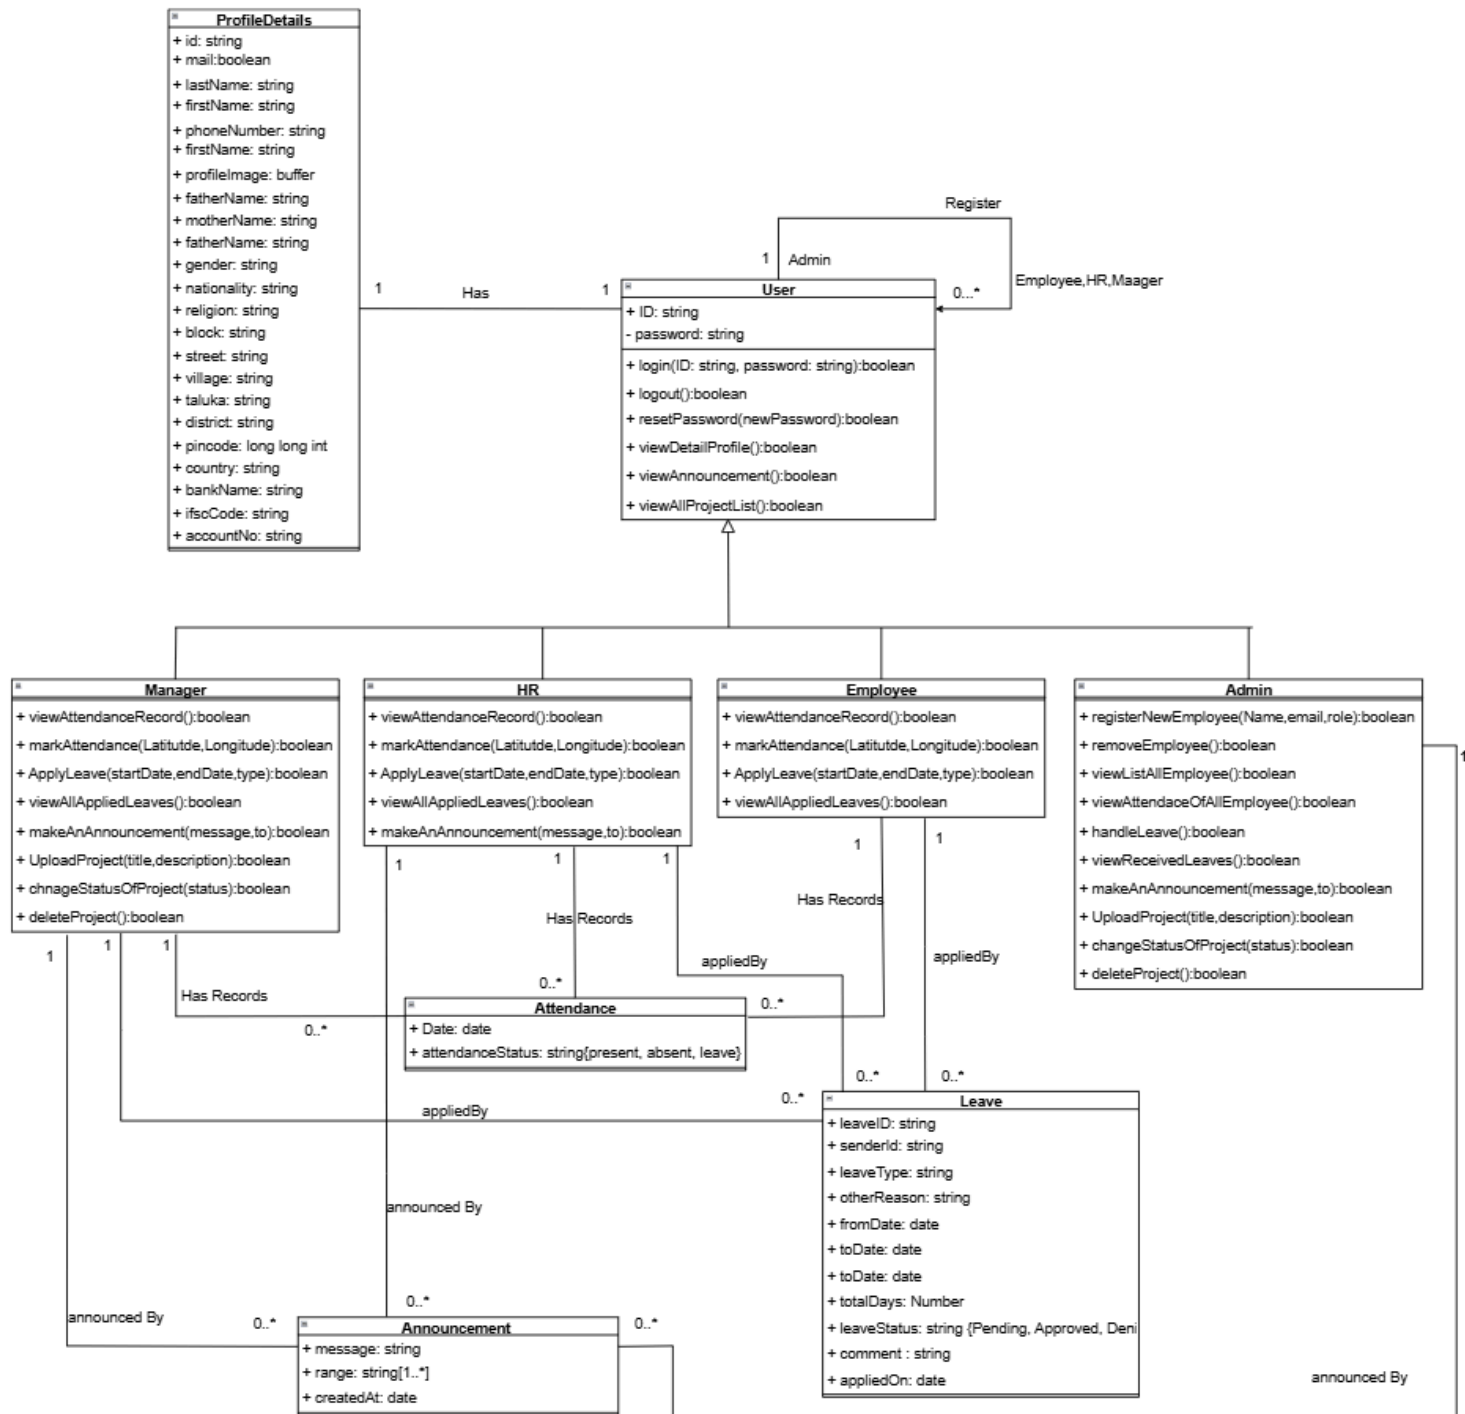 ProfileDetails
+ id: string
+ mail:boolean
+ lastName: string
+ firstName: string
+ phoneNumber: string
+ firstName: string
+ profileImage: buffer
+ fatherName: string
+ motherName: string
+ fatherName: string
+ gender: string
+ nationality: string
+ religion: string
+ block: string
+ street: string
+ village: string
+ taluka: string
+ district: string
+ pincode: long long int
+ country: string
+ bankName: string
+ ifscCode: string
+ accountNo: string
1
Has
1
Register
1
Admin
0...*
Employee,HR,Maager
User
+ ID: string
- password: string
+ login(ID: string, password: string):boolean
+ logout():boolean
+ resetPassword(newPassword):boolean
+ viewDetailProfile():boolean
+ viewAnnouncement():boolean
+ viewAllProjectList():boolean
Manager
+ viewAttendanceRecord():boolean
+ markAttendance(Latitutde,Longitude):boolean
+ ApplyLeave(startDate,endDate,type):boolean
+ viewAllAppliedLeaves():boolean
+ makeAnAnnouncement(message,to):boolean
+ UploadProject(title,description):boolean
+ chnageStatusOfProject(status):boolean
+ deleteProject():boolean
HR
+ viewAttendanceRecord():boolean
+ markAttendance(Latitutde,Longitude):boolean
+ ApplyLeave(startDate,endDate,type):boolean
+ viewAllAppliedLeaves():boolean
+ makeAnAnnouncement(message,to):boolean
Employee
+ viewAttendanceRecord():boolean
+ markAttendance(Latitutde,Longitude):boolean
+ ApplyLeave(startDate,endDate,type):boolean
+ viewAllAppliedLeaves():boolean
Admin
+ registerNewEmployee(Name,email,role):boolean
+ removeEmployee():boolean
+ viewListAllEmployee():boolean
+ viewAttendaceOfAllEmployee():boolean
+ handleLeave():boolean
+ viewReceivedLeaves():boolean
+ makeAnAnnouncement(message,to):boolean
+ UploadProject(title,description):boolean
+ changeStatusOfProject(status):boolean
+ deleteProject():boolean
1
1
1
1
1
1
1
1
1
Has Records
Has Records
Has Records
appliedBy
appliedBy
0..*
0..*
0..*
Attendance
+ Date: date
+ attendanceStatus: string{present, absent, leave}
0..*
0..*
0..*
appliedBy
Leave
+ leaveID: string
+ senderId: string
+ leaveType: string
+ otherReason: string
+ fromDate: date
+ toDate: date
+ toDate: date
+ totalDays: Number
+ leaveStatus: string {Pending, Approved, Deni
+ comment : string
+ appliedOn: date
announced By
announced By
announced By
0..*
0..*
0..*
Announcement
+ message: string
+ range: string[1..*]
+ createdAt: date